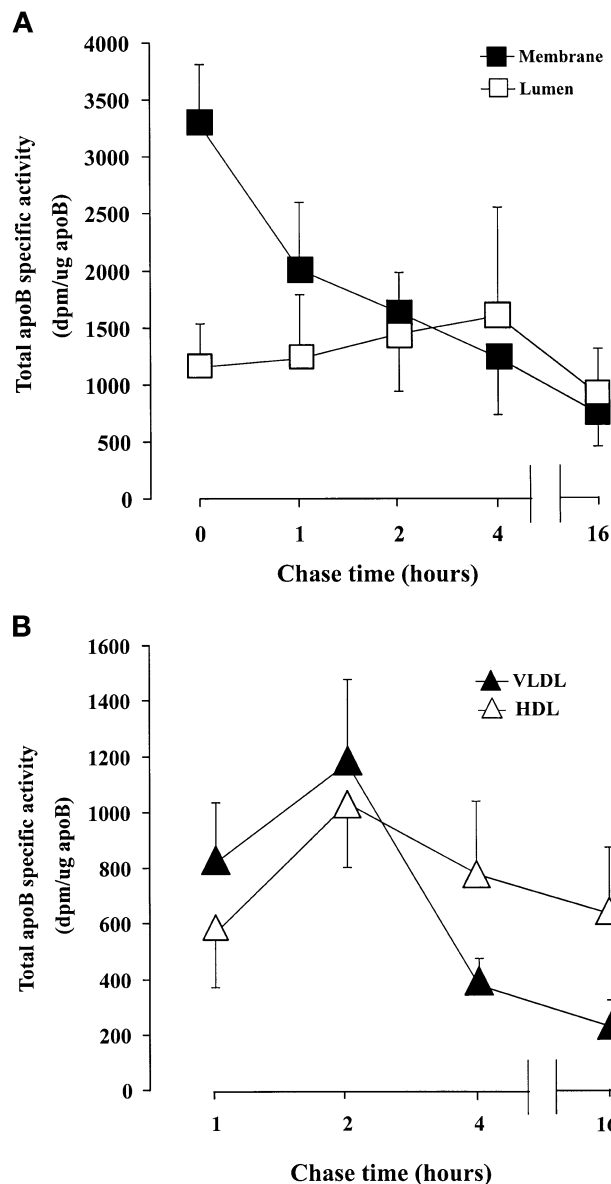 A
Total apoB specific activity
(dpm/ug apoB)
4000
3500
3000
2500
2000
1500
1000
500
0
Membrane
Lumen
0 1 2 4 16
Chase time (hours)
B
Total apoB specific activity
(dpm/ug apoB)
1600
1400
1200
1000
800
600
400
200
0
VLDL
HDL
1 2 4 16
Chase time (hours)